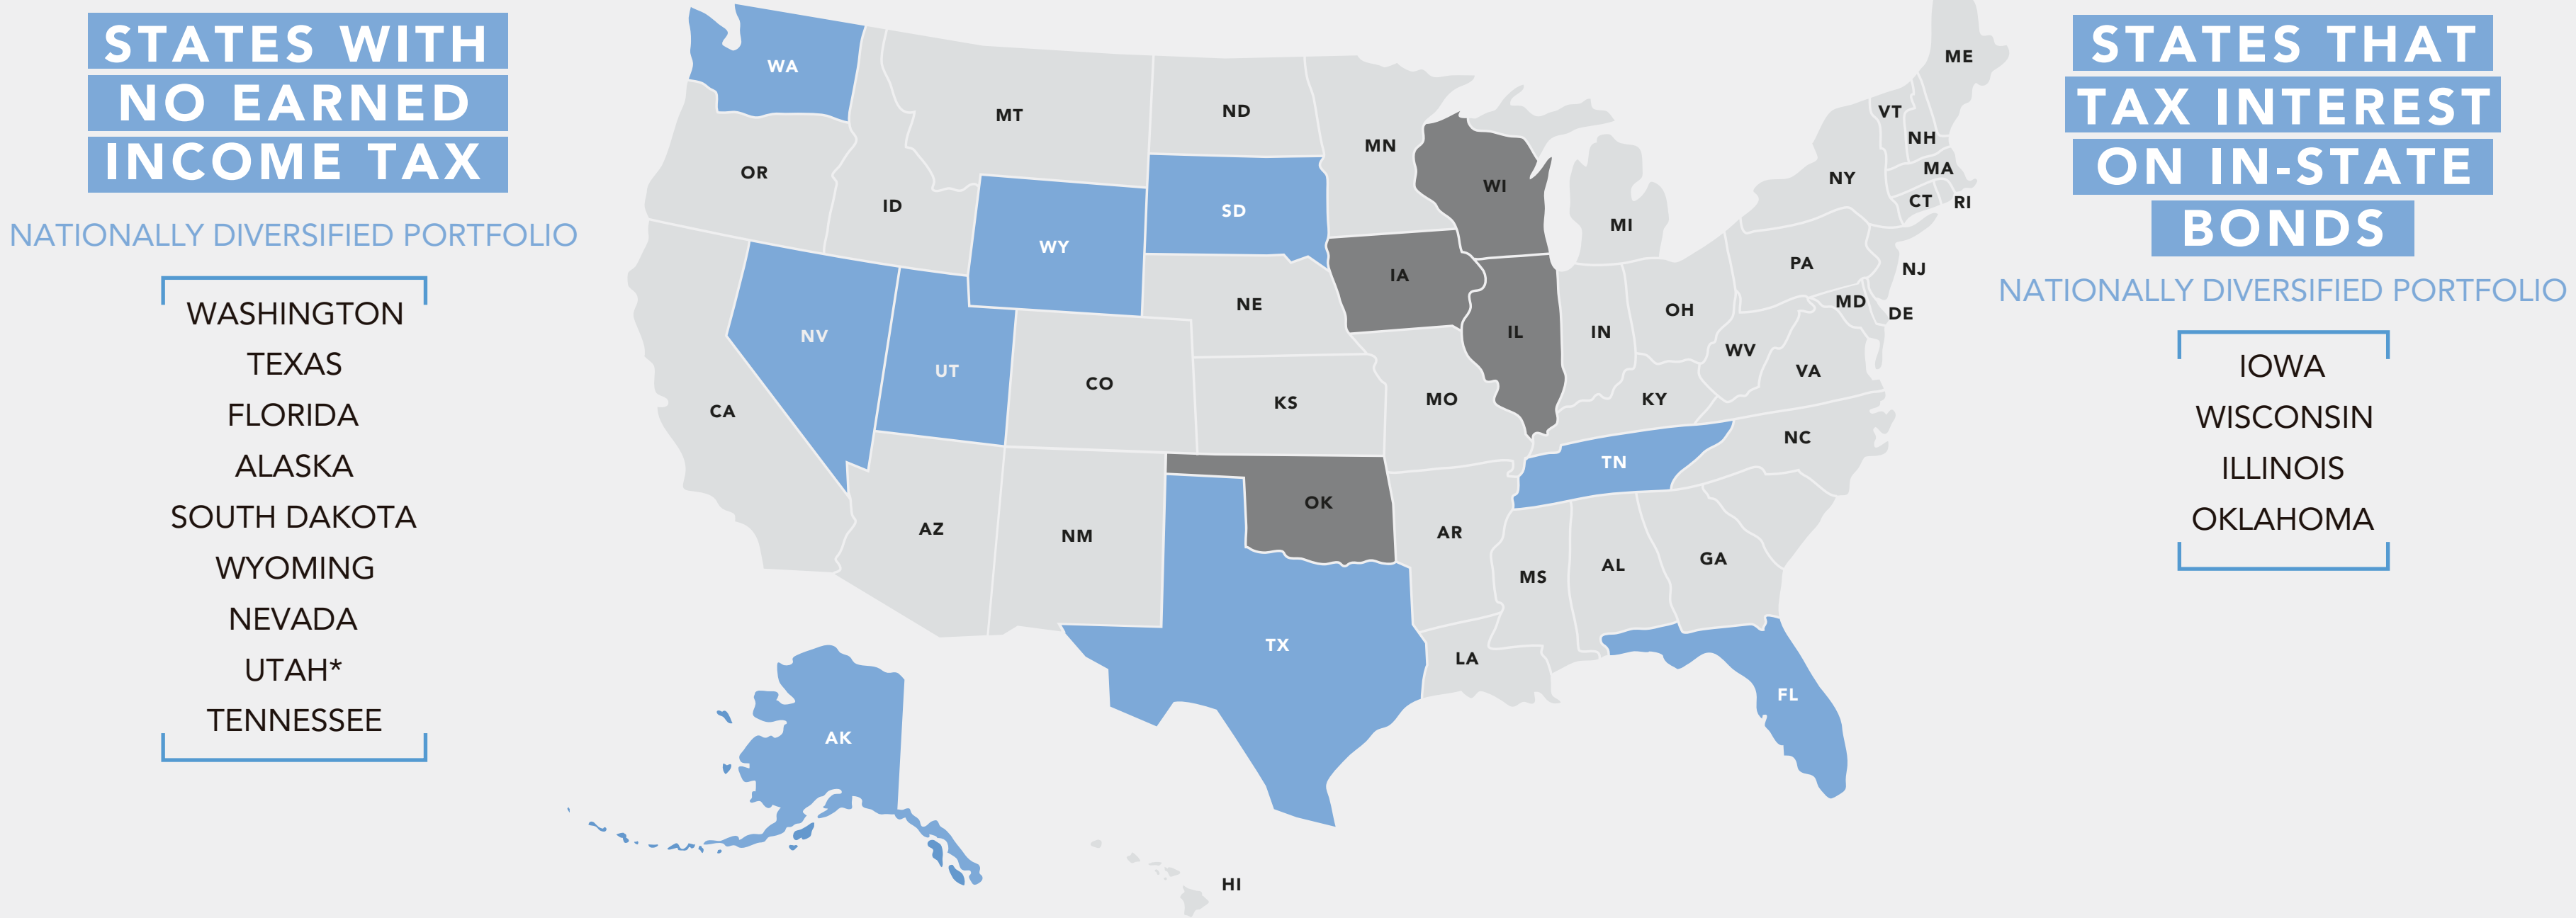 STATES WITH
NO EARNED
INCOME TAX
NATIONALLY DIVERSIFIED PORTFOLIO
WASHINGTON
TEXAS
FLORIDA
ALASKA
SOUTH DAKOTA
WYOMING
NEVADA
UTAH*
TENNESSEE
WA
OR
CA
NV
ID
MT
WY
UT
AZ
CO
NM
ND
SD
NE
KS
OK
TX
MN
IA
MO
AR
LA
WI
IL
MS
MI
IN
KY
TN
AL
OH
WV
GA
FL
PA
VA
NC
NY
MD
DE
NJ
VT
NH
MA
CT
RI
ME
AK
HI
STATES THAT
TAX INTEREST
ON IN-STATE
BONDS
NATIONALLY DIVERSIFIED PORTFOLIO
IOWA
WISCONSIN
ILLINOIS
OKLAHOMA